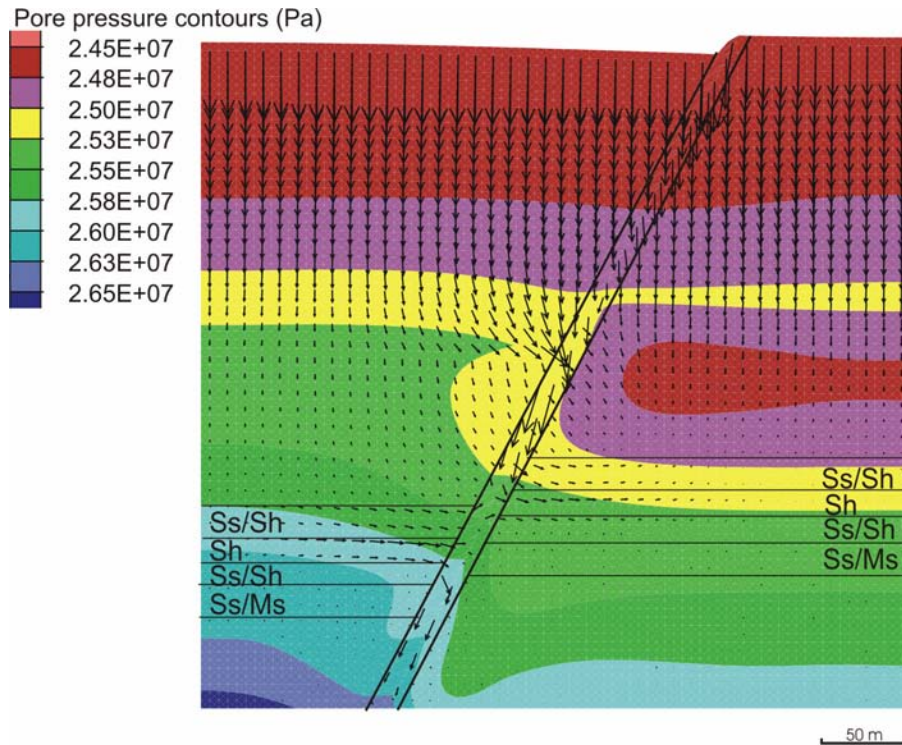 Pore pressure contours (Pa)
2.45E+07
2.48E+07
2.50E+07
2.53E+07
2.55E+07
2.58E+07
2.60E+07
2.63E+07
2.65E+07
Ss/Sh
Sh
Ss/Sh
Ss/Ms
Ss/Sh
Sh
Ss/Sh
Ss/Ms
50 m